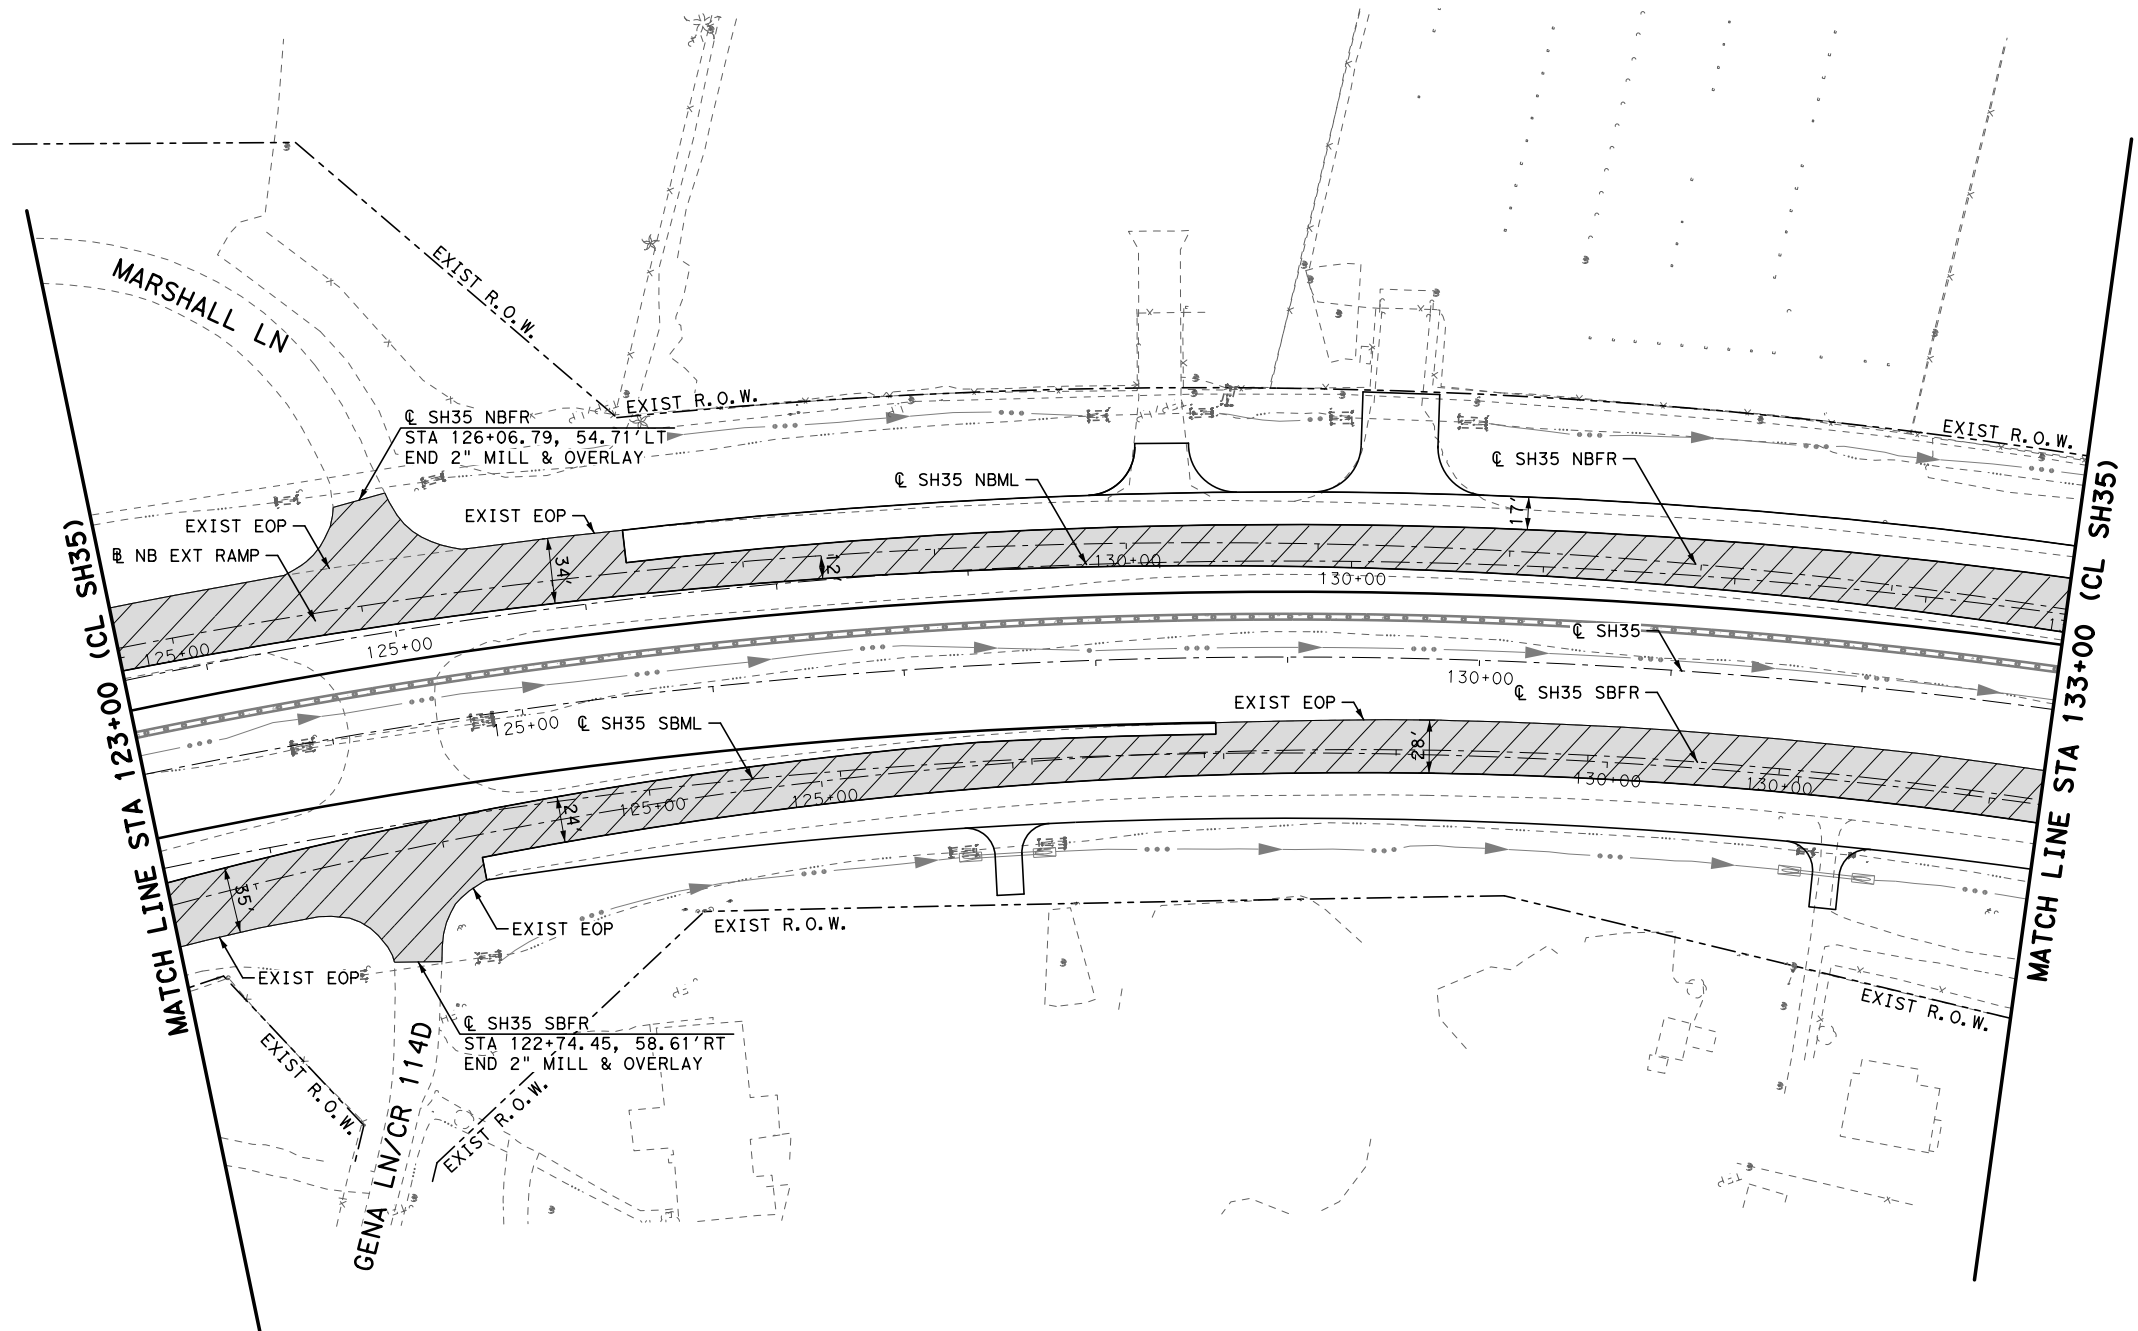 EXIST R.O.W.
MARSHALL LN
EXIST R.O.W.
EXIST R.O.W.
℄ SH35 NBFR
STA 126+06.79, 54.71'LT
END 2" MILL & OVERLAY
℄ SH35 NBML
℄ SH35 NBFR
EXIST EOP
EXIST EOP
17'
B NB EXT RAMP
34'
12'
130+00
130+00
MATCH LINE STA 123+00 (CL SH35)
MATCH LINE STA 133+00 (CL SH35)
125+00
125+00
℄ SH35
130+00
℄ SH35 SBFR
EXIST EOP
125+00
℄ SH35 SBML
28'
130+00
130+00
125+00
125+00
24'
35'
EXIST EOP
EXIST R.O.W.
EXIST EOP
EXIST R.O.W.
℄ SH35 SBFR
STA 122+74.45, 58.61'RT
END 2" MILL & OVERLAY
EXIST R.O.W.
EXIST R.O.W.
GENA LN/CR 114D